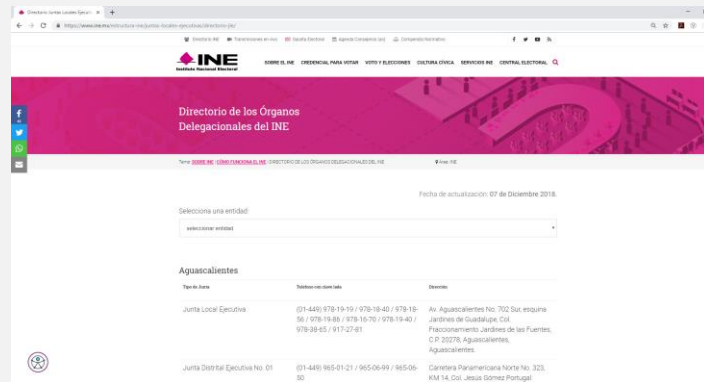 Directorio Juntas Locales Ejecuti
https://www.ine.mx/estructura-ine/juntas-locales-ejecutivas/directorio-jle/
Directorio INE Transmisiones en vivo Gaceta Electoral Agenda Consejeros (as) Compendio Normativo
INE
Instituto Nacional Electoral
SOBRE EL INE CREDENCIAL PARA VOTAR VOTO Y ELECCIONES CULTURA CÍVICA SERVICIOS INE CENTRAL ELECTORAL
Directorio de los Órganos
Delegacionales del INE
Tema: SOBRE INE CÓMO FUNCIONA EL INE DIRECTORIO DE LOS ÓRGANOS DELEGACIONALES DEL INE
Área: INE
Fecha de actualización: 07 de Diciembre 2018.
Selecciona una entidad:
seleccionar entidad
Aguascalientes
Tipo de Junta Teléfono con clave lada Dirección
Junta Local Ejecutiva
(01-449) 978-19-19 / 978-18-40 / 978-18-
56 / 978-19-86 / 978-16-70 / 978-19-40 /
978-38-65 / 917-27-81
Av. Aguascalientes No. 702 Sur, esquina
Jardines de Guadalupe, Col.
Fraccionamiento Jardines de las Fuentes,
C.P. 20278, Aguascalientes,
Aguascalientes.
Junta Distrital Ejecutiva No. 01
(01-449) 965-01-21 / 965-06-99 / 965-06-
50
Carretera Panamericana Norte No. 323,
KM 14, Col. Jesús Gómez Portugal